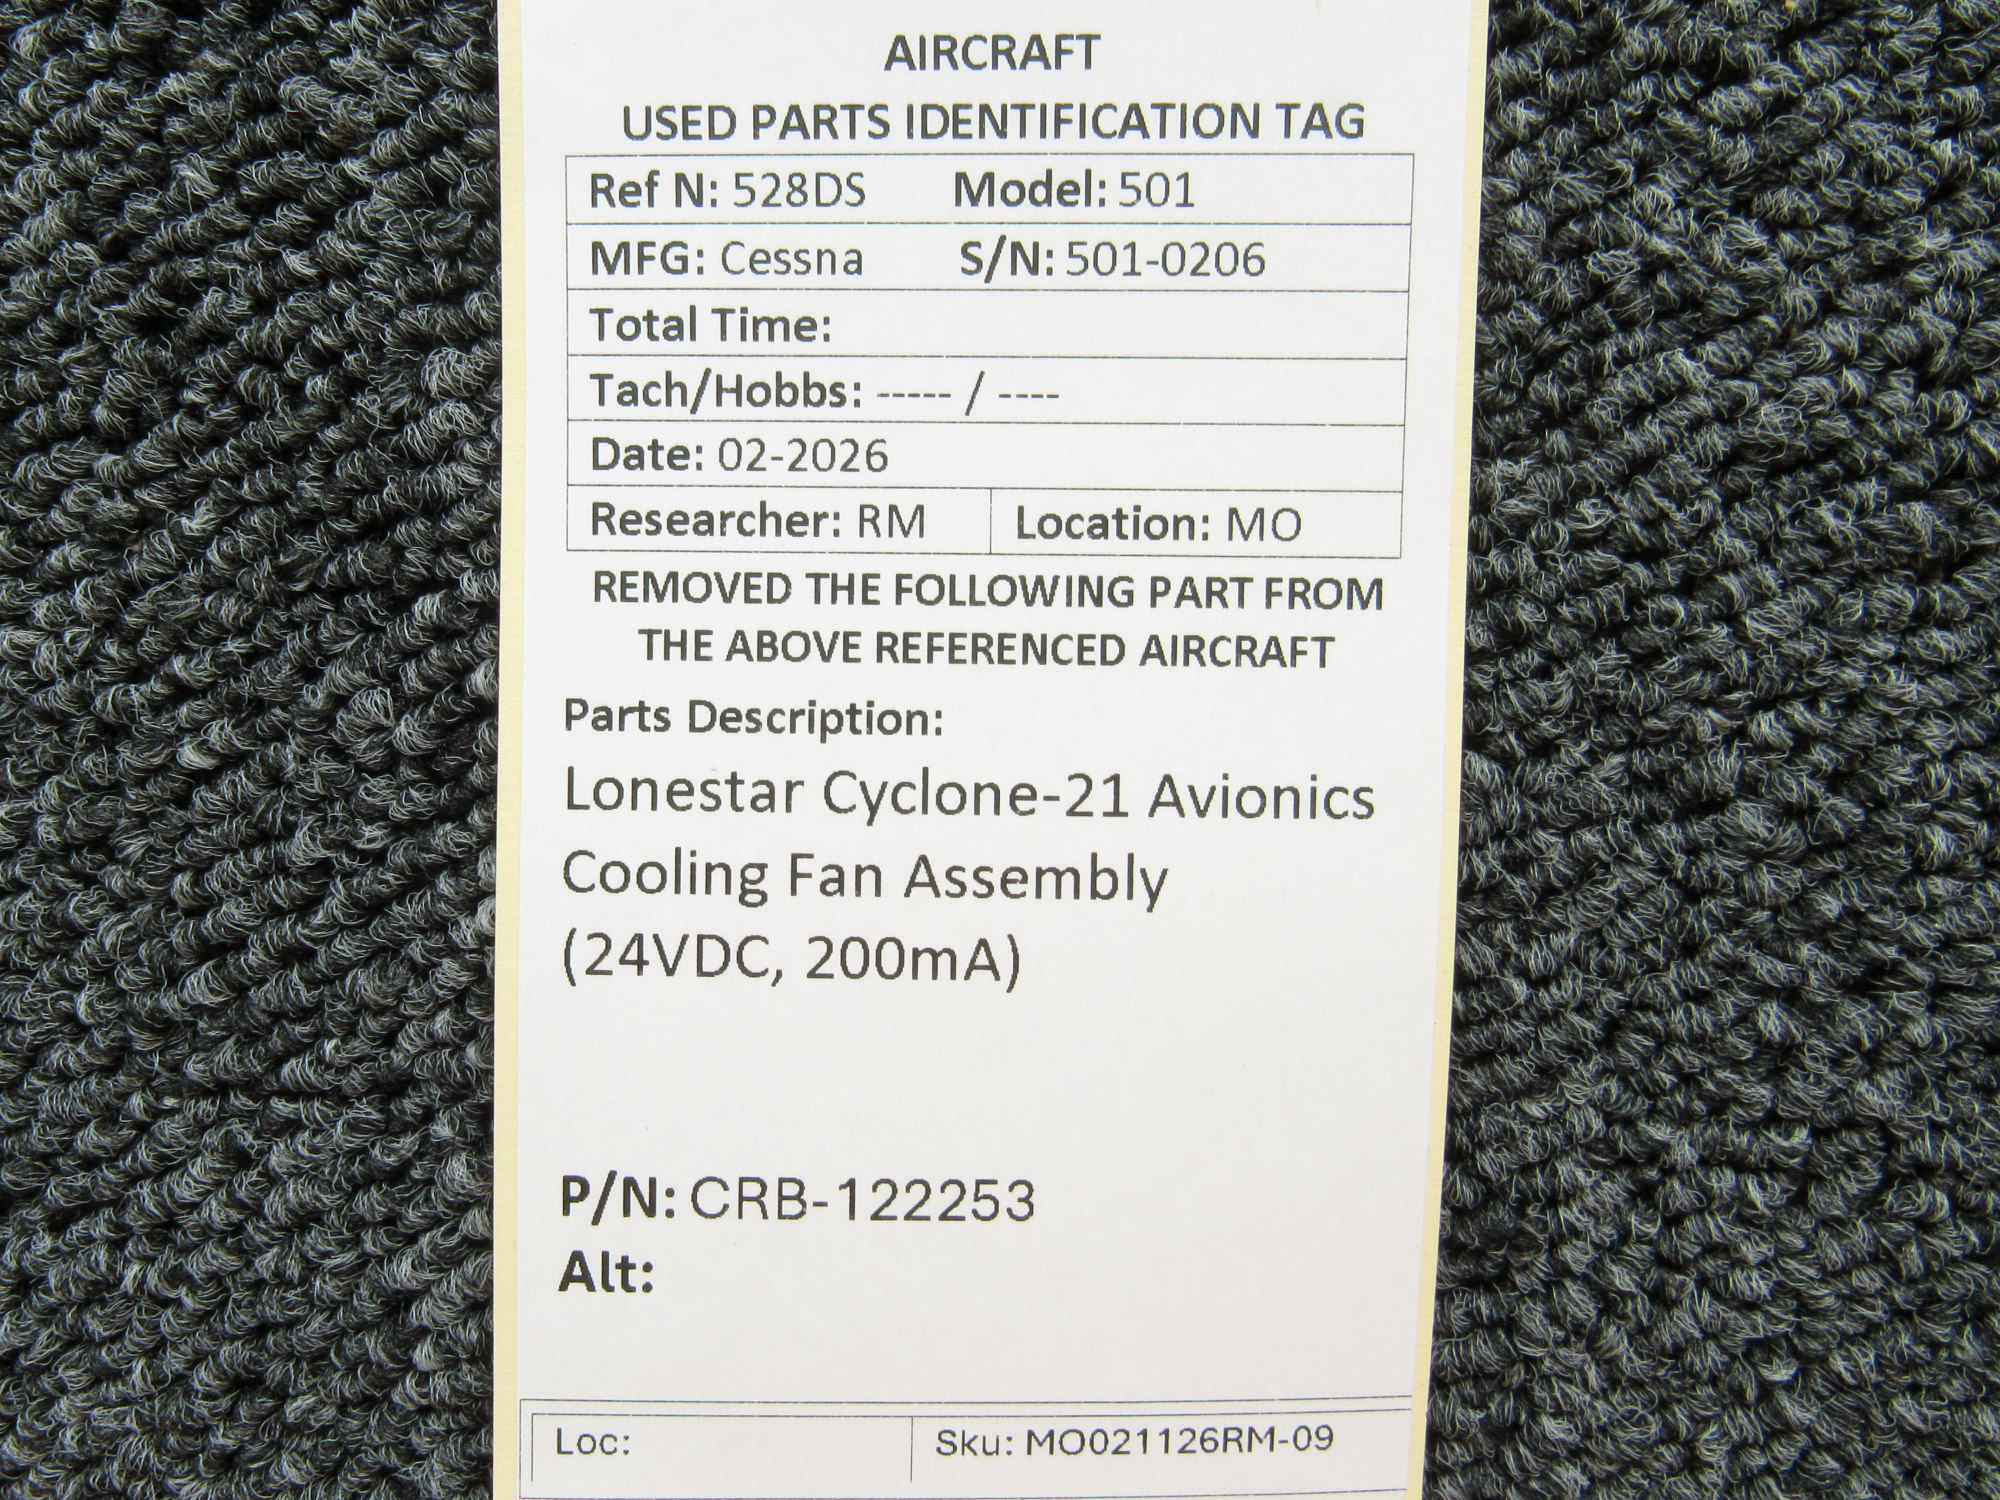 AIRCRAFT
USED PARTS IDENTIFICATION TAG
Ref N: 528DS Model: 501
MFG: Cessna S/N: 501-0206
Total Time:
Tach/Hobbs: ----- / ----
Date: 02-2026
Researcher: RM Location: MO
REMOVED THE FOLLOWING PART FROM
THE ABOVE REFERENCED AIRCRAFT
Parts Description:
Lonestar Cyclone-21 Avionics
Cooling Fan Assembly
(24VDC, 200mA)
P/N: CRB-122253
Alt:
Loc: Sku: MO021126RM-09